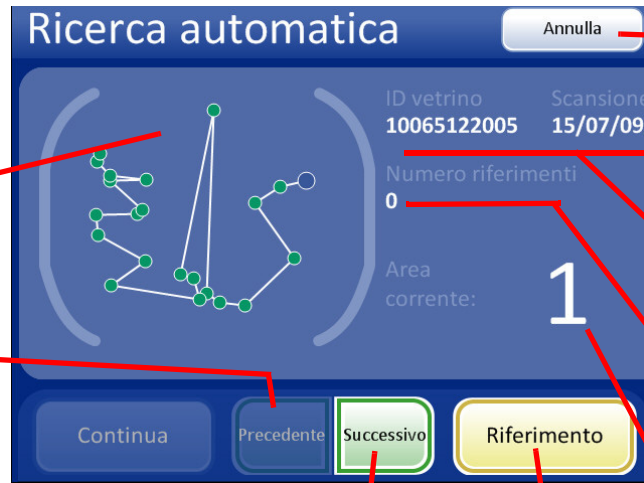 Ricerca automatica
Annulla
ID vetrino
Scansione
10065122005
15/07/09
Numero riferimenti
0
Area
corrente:
1
Continua
Precedente
Successivo
Riferimento